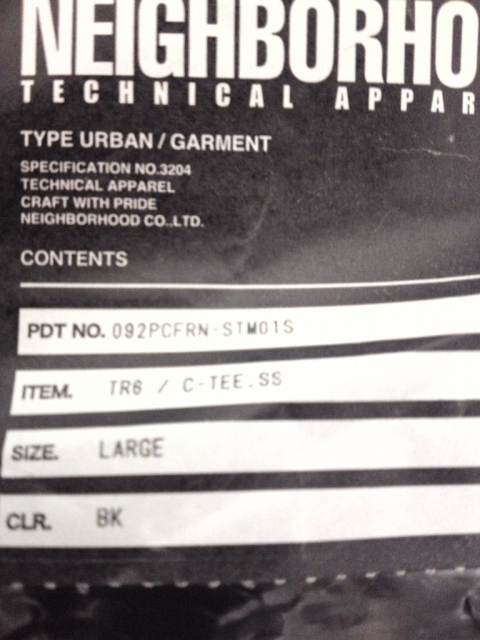 NEIGHBORHO
TECHNICAL APPAR
TYPE URBAN / GARMENT
SPECIFICATION NO.3204
TECHNICAL APPAREL
CRAFT WITH PRIDE
NEIGHBORHOOD CO.,LTD.
CONTENTS
PDT NO. 092PCFRN-STM01S
ITEM. TR6 / C-TEE.SS
SIZE. LARGE
CLR. BK